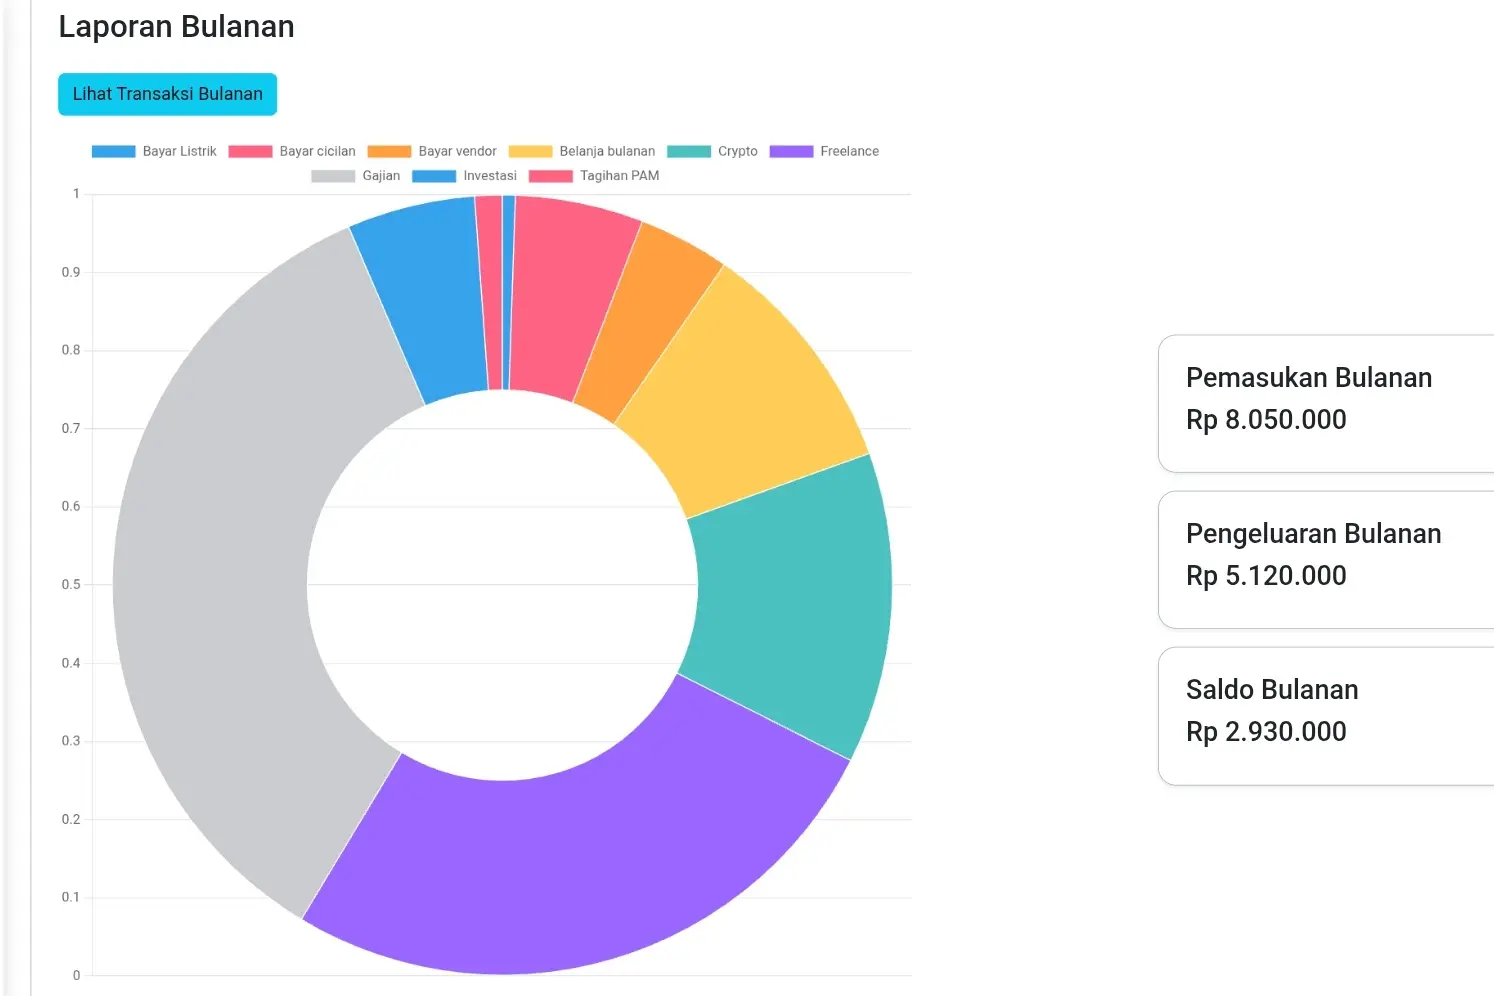 Laporan Bulanan
Lihat Transaksi Bulanan
Bayar Listrik Bayar cicilan Bayar vendor Belanja bulanan Crypto Freelance
Gajian Investasi Tagihan PAM
1
0.9
0.8
0.7
0.6
0.5
0.4
0.3
0.2
0.1
0
Pemasukan Bulanan
Rp 8.050.000
Pengeluaran Bulanan
Rp 5.120.000
Saldo Bulanan
Rp 2.930.000